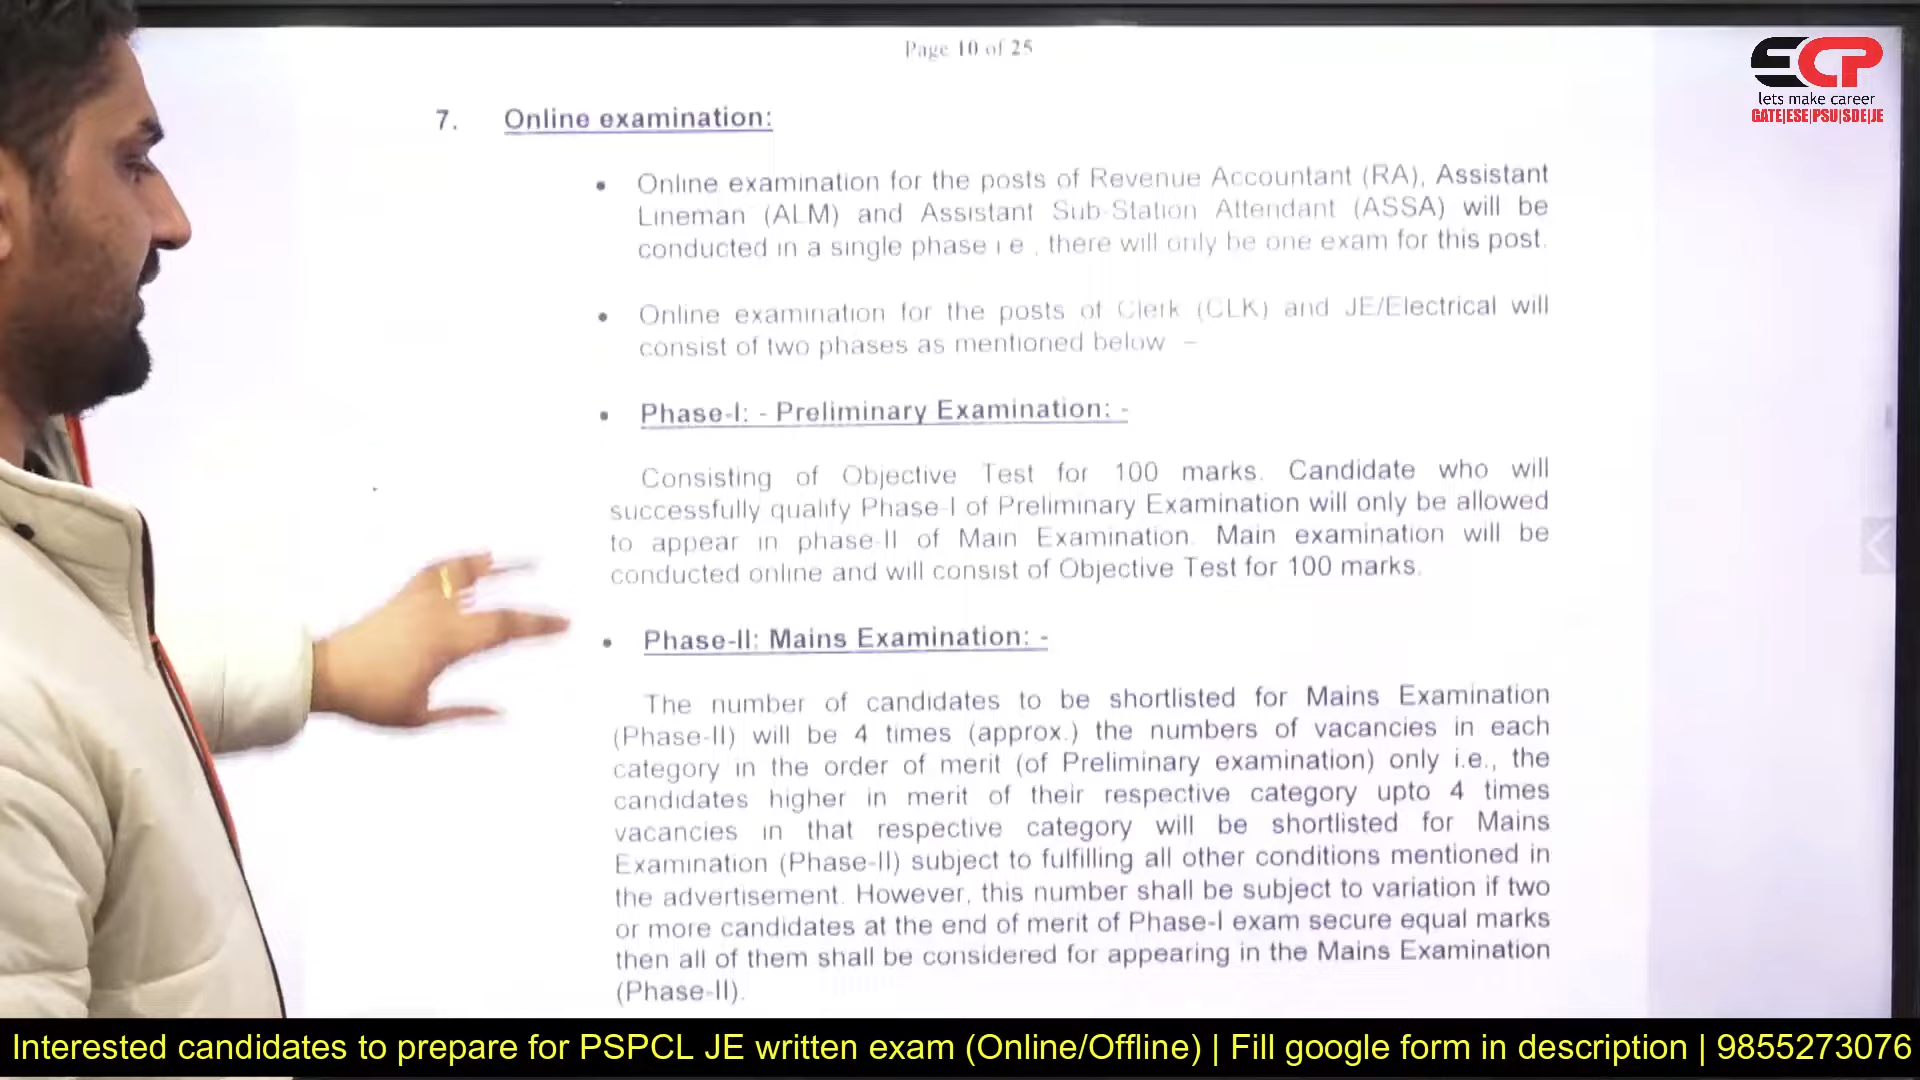 Page 10 of 25
ECP
lets make career
GATE|ESE|PSU|SDE|JE
7. Online examination:
• Online examination for the posts of Revenue Accountant (RA), Assistant
Lineman (ALM) and Assistant Sub-Station Attendant (ASSA) will be
conducted in a single phase i.e., there will only be one exam for this post.
• Online examination for the posts of Clerk (CLK) and JE/Electrical will
consist of two phases as mentioned below –
• Phase-I: - Preliminary Examination: -
Consisting of Objective Test for 100 marks. Candidate who will
successfully qualify Phase-I of Preliminary Examination will only be allowed
to appear in phase-II of Main Examination. Main examination will be
conducted online and will consist of Objective Test for 100 marks.
• Phase-II: Mains Examination: -
The number of candidates to be shortlisted for Mains Examination
(Phase-II) will be 4 times (approx.) the numbers of vacancies in each
category in the order of merit (of Preliminary examination) only i.e., the
candidates higher in merit of their respective category upto 4 times
vacancies in that respective category will be shortlisted for Mains
Examination (Phase-II) subject to fulfilling all other conditions mentioned in
the advertisement. However, this number shall be subject to variation if two
or more candidates at the end of merit of Phase-I exam secure equal marks
then all of them shall be considered for appearing in the Mains Examination
(Phase-II).
Interested candidates to prepare for PSPCL JE written exam (Online/Offline) | Fill google form in description | 9855273076